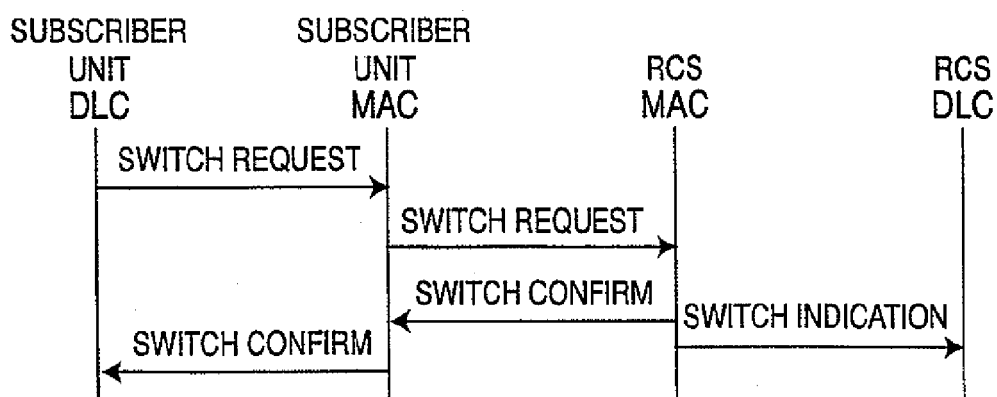 SUBSCRIBER
UNIT
DLC
SUBSCRIBER
UNIT
MAC
RCS
MAC
RCS
DLC
SWITCH REQUEST
SWITCH REQUEST
SWITCH CONFIRM
SWITCH INDICATION
SWITCH CONFIRM